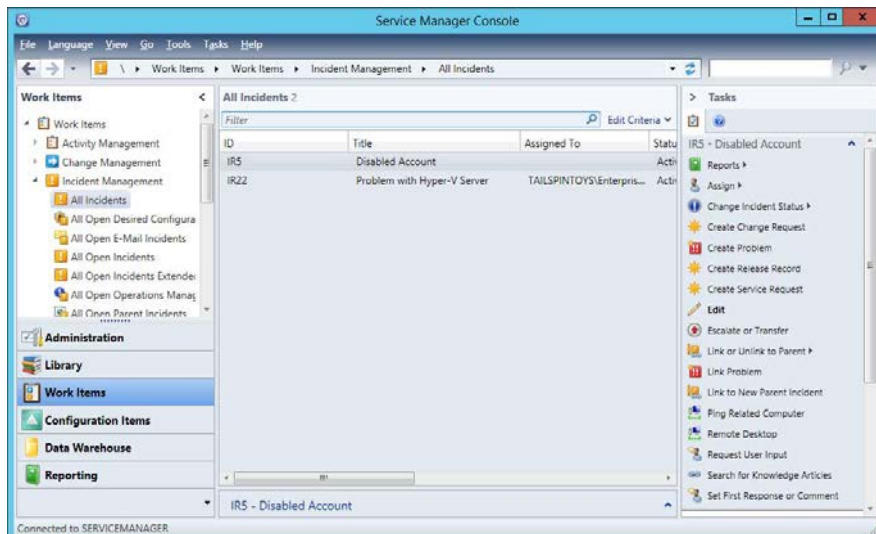 Service Manager Console
File Language View Go Tools Tasks Help
\ Work Items Work Items Incident Management All Incidents
Work Items
Work Items
Activity Management
Change Management
Incident Management
All Incidents
All Open Desired Configura
All Open E-Mail Incidents
All Open Incidents
All Open Incidents Extende
All Open Operations Manag
All Open Parent Incidents
Administration
Library
Work Items
Configuration Items
Data Warehouse
Reporting
All Incidents 2
Filter Edit Criteria
ID Title Assigned To Statu
IR5 Disabled Account Activ
IR22 Problem with Hyper-V Server TAILSPINTOYS\Enterpris... Activ
IR5 - Disabled Account
Tasks
IR5 - Disabled Account
Reports
Assign
Change Incident Status
Create Change Request
Create Problem
Create Release Record
Create Service Request
Edit
Escalate or Transfer
Link or Unlink to Parent
Link Problem
Link to New Parent Incident
Ping Related Computer
Remote Desktop
Request User Input
Search for Knowledge Articles
Set First Response or Comment
Connected to SERVICEMANAGER